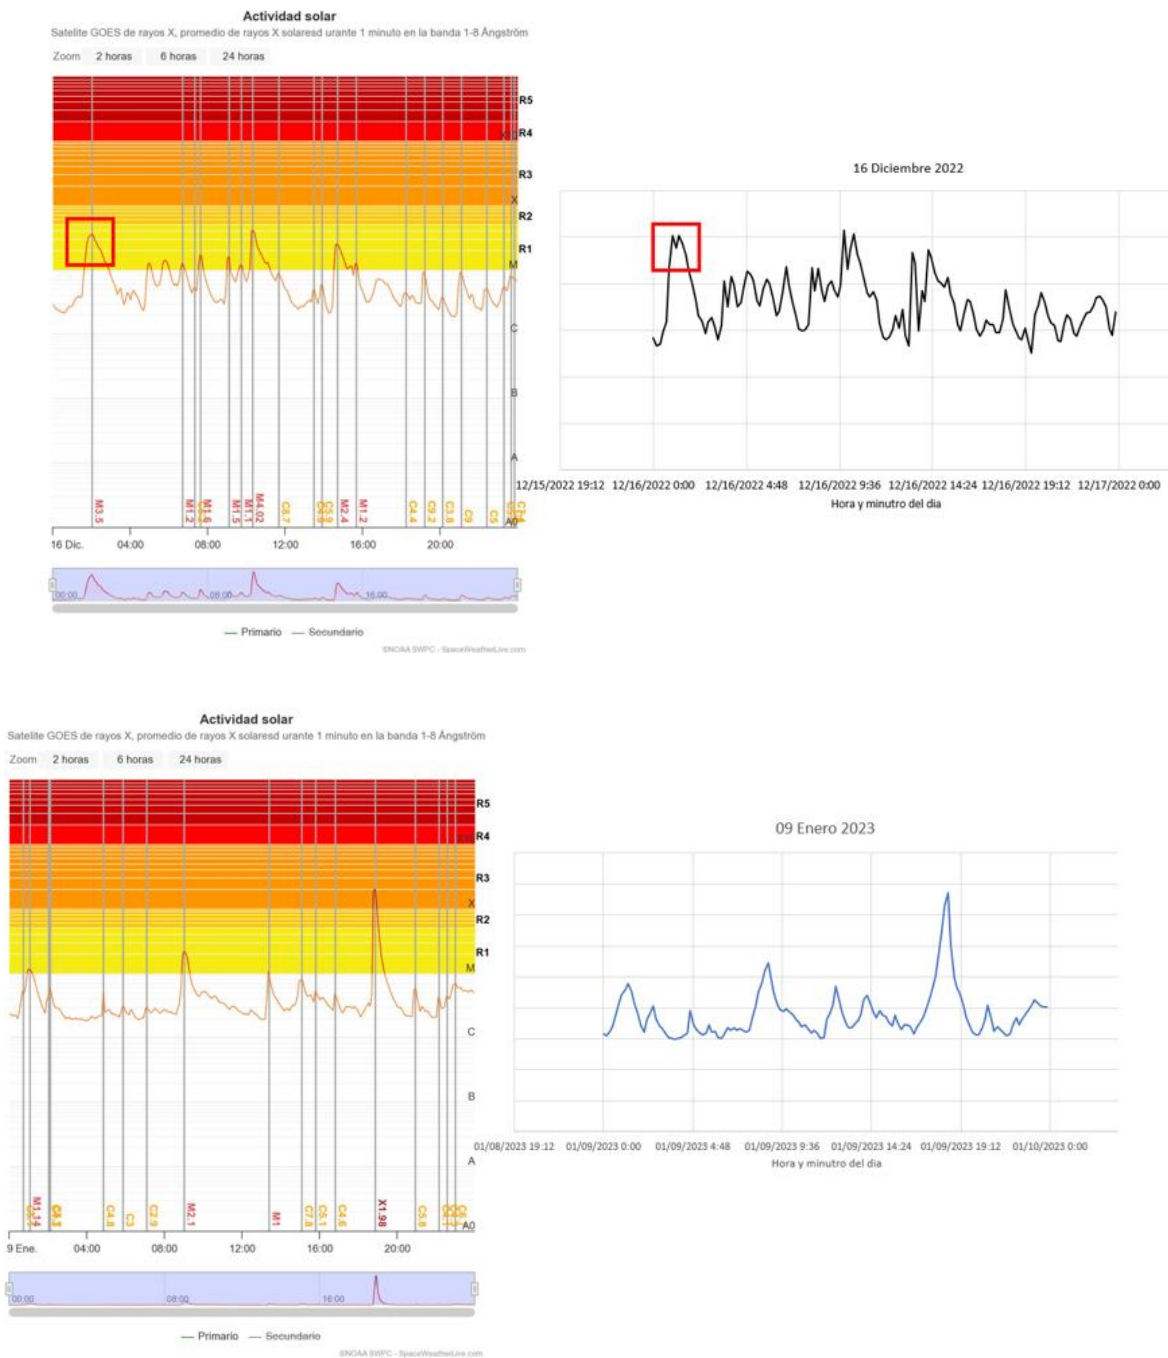 Actividad solar
Satelite GOES de rayos X, promedio de rayos X solaresd urante 1 minuto en la banda 1-8 Ångström
Zoom 2 horas 6 horas 24 horas
R5
R4
R3
X
R2
R1
M
C
B
A
A0
M3.5
M1.2
M1.6
M1.5
M1.1
M4.02
C8.7
C5.9
M2.4
M1.2
C4.4
C9.2
C3.8
C9
C5
16 Dic. 04:00 08:00 12:00 16:00 20:00
00:00 08:00 16:00
Primario Secundario
©NOAA SWPC - SpaceWeatherLive.com
16 Diciembre 2022
12/15/2022 19:12 12/16/2022 0:00 12/16/2022 4:48 12/16/2022 9:36 12/16/2022 14:24 12/16/2022 19:12 12/17/2022 0:00
Hora y minutro del dia
Actividad solar
Satelite GOES de rayos X, promedio de rayos X solaresd urante 1 minuto en la banda 1-8 Ångström
Zoom 2 horas 6 horas 24 horas
R5
R4
R3
X
R2
R1
M
C
B
A
A0
M1.14
C4.8
C3
C2.9
M2.1
M1
C7.8
C5.1
C4.6
X1.98
C5.8
9 Ene. 04:00 08:00 12:00 16:00 20:00
00:00 08:00 16:00
Primario Secundario
©NOAA SWPC - SpaceWeatherLive.com
09 Enero 2023
01/08/2023 19:12 01/09/2023 0:00 01/09/2023 4:48 01/09/2023 9:36 01/09/2023 14:24 01/09/2023 19:12 01/10/2023 0:00
Hora y minutro del dia